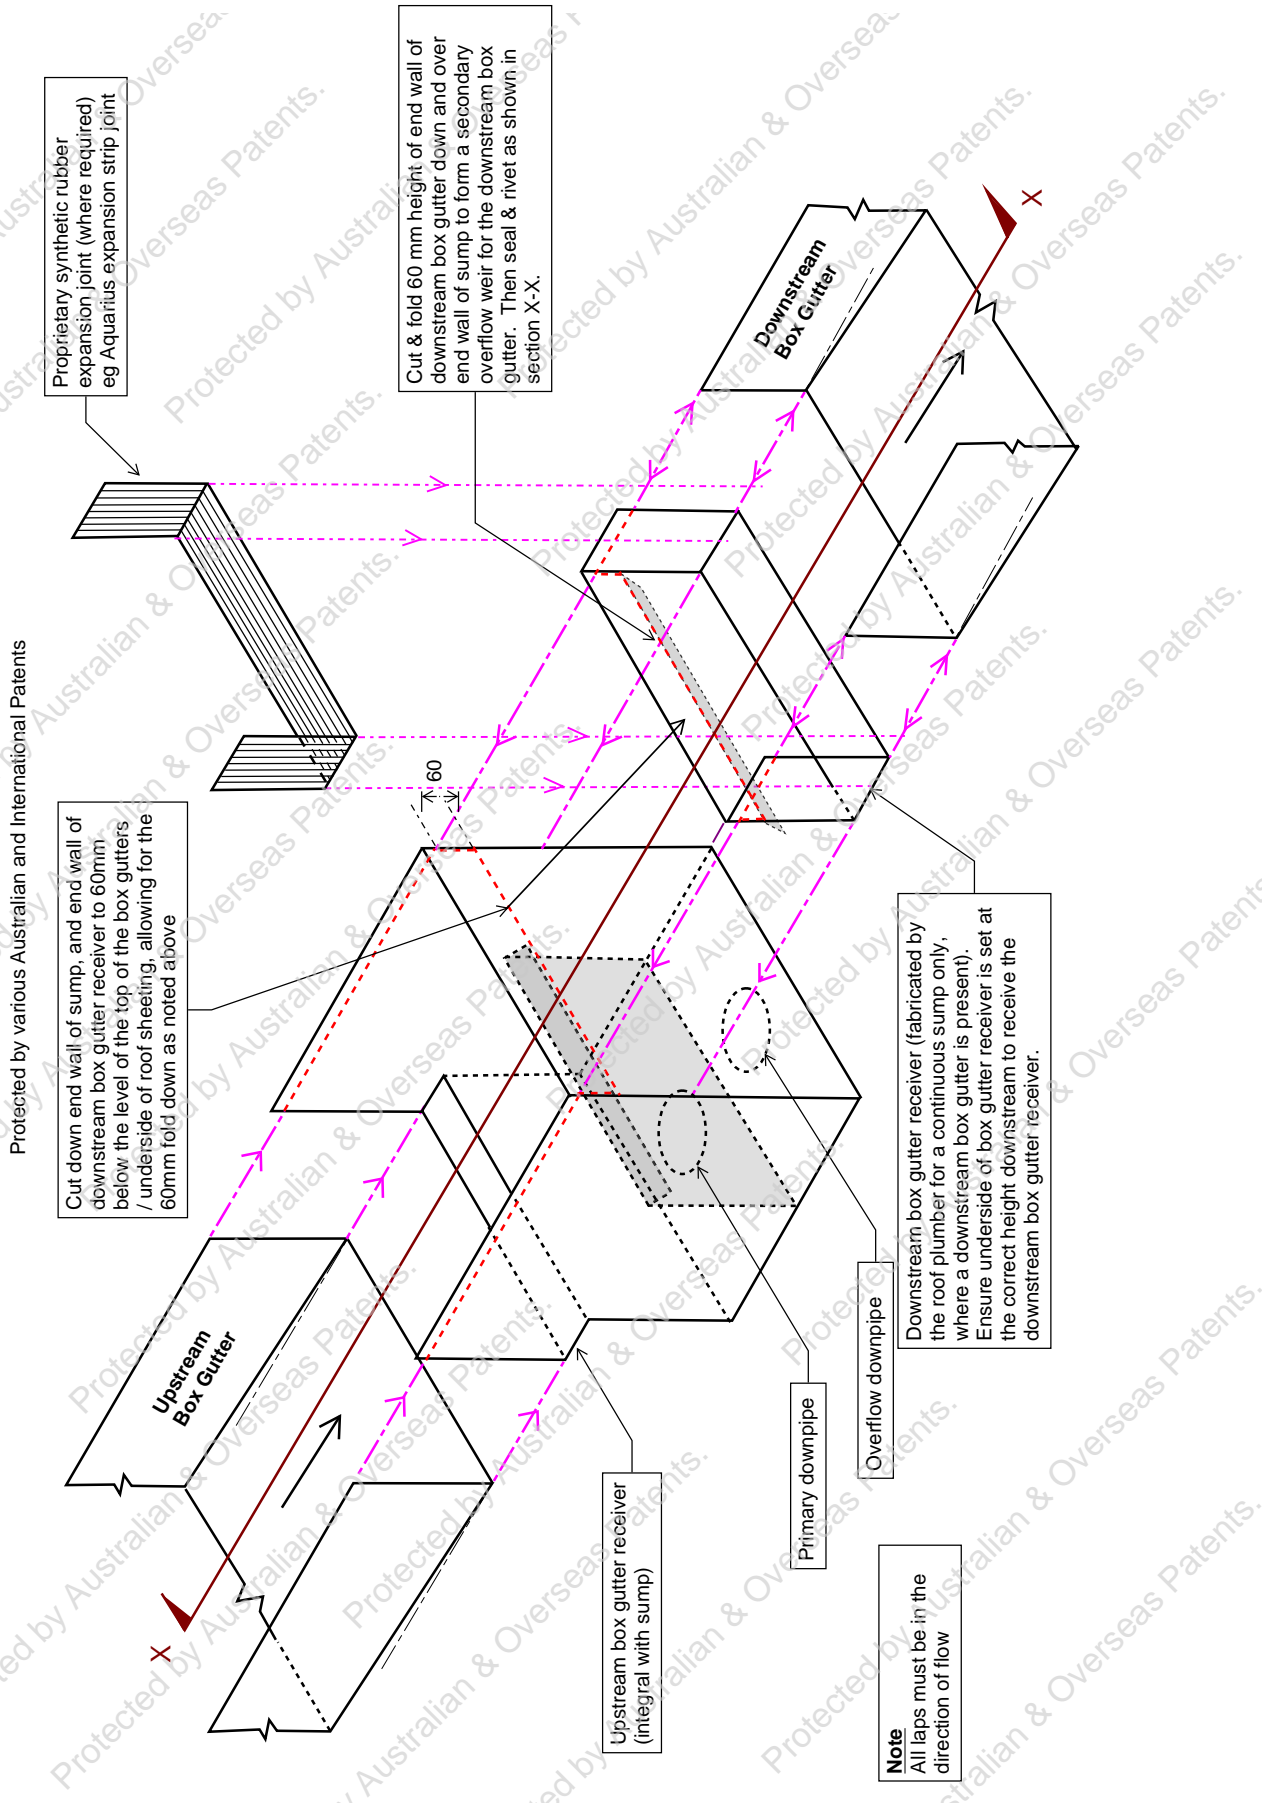 Protected by various Australian and International Patents
Proprietary synthetic rubber
expansion joint (where required)
eg Aquarius expansion strip joint
Cut & fold 60 mm height of end wall of
downstream box gutter down and over
end wall of sump to form a secondary
overflow weir for the downstream box
gutter.  Then seal & rivet as shown in
section X-X.
Cut down end wall of sump, and end wall of
downstream box gutter receiver to 60mm
below the level of the top of the box gutters
/ underside of roof sheeting, allowing for the
60mm fold down as noted above
60
Upstream
Box Gutter
Downstream
Box Gutter
X
X
Upstream box gutter receiver
(integral with sump)
Primary downpipe
Overflow downpipe
Downstream box gutter receiver (fabricated by
the roof plumber for a continuous sump only,
where a downstream box gutter is present).
Ensure underside of box gutter receiver is set at
the correct height downstream to receive the
downstream box gutter receiver.
Note
All laps must be in the
direction of flow
Protected by Australian & Overseas Patents.